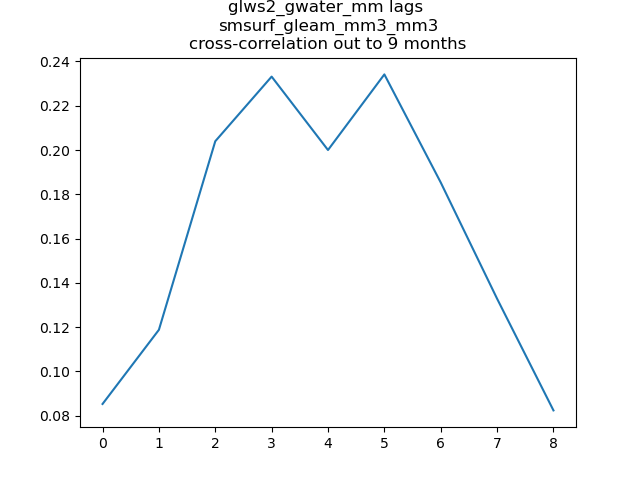 glws2_gwater_mm lags
smsurf_gleam_mm3_mm3
cross-correlation out to 9 months
0.24
0.22
0.20
0.18
0.16
0.14
0.12
0.10
0.08
0 1 2 3 4 5 6 7 8